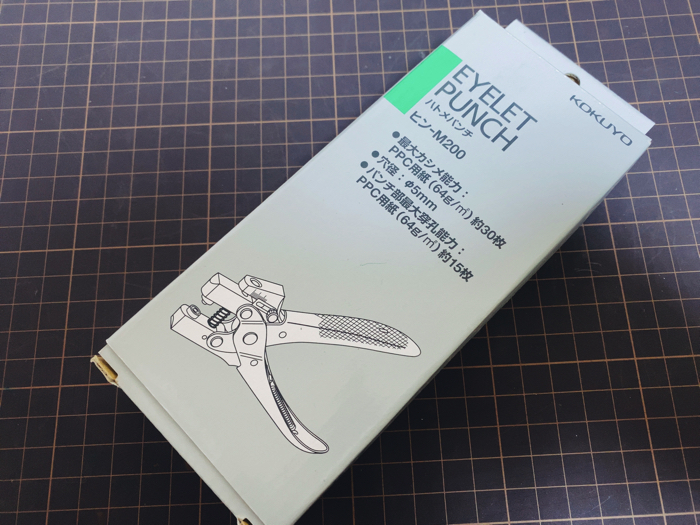 KOKUYO
EYELET
PUNCH
ハトメパンチ
ヒン-M200
●最大カシメ能力：
PPC用紙(64g/㎡)約30枚
●穴径：φ5mm
●パンチ部最大穿孔能力：
PPC用紙(64g/㎡)約15枚